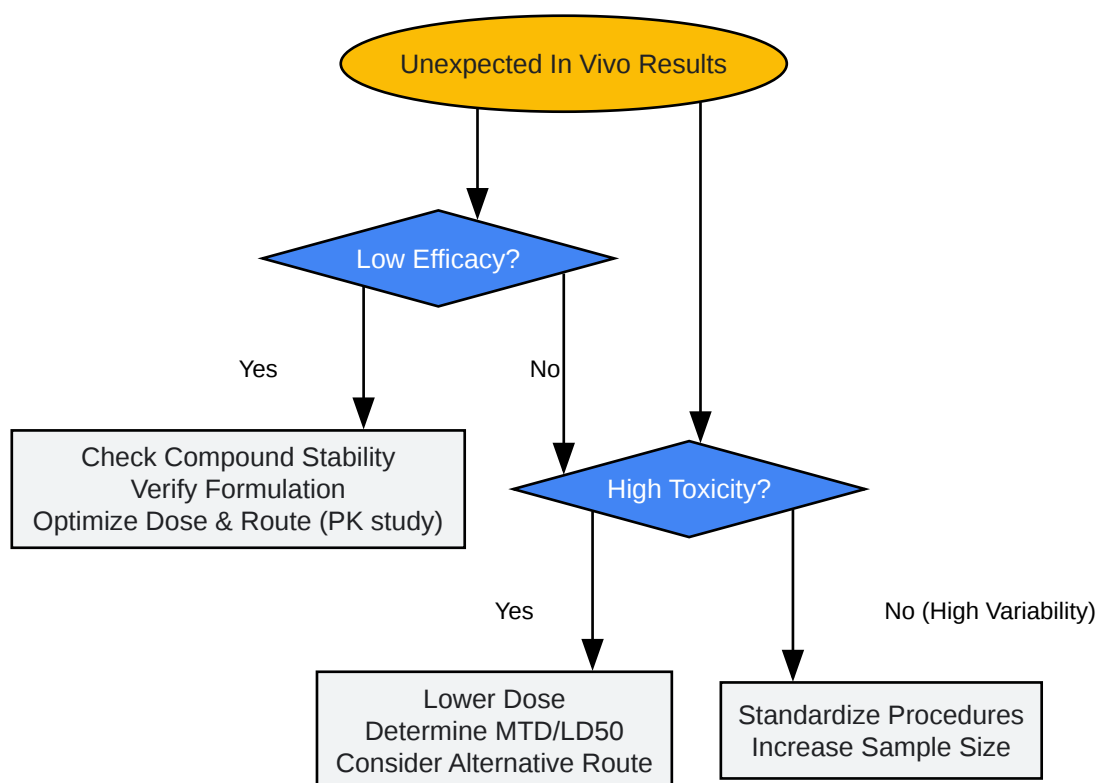 Unexpected In Vivo Results
Low Efficacy?
Yes
No
Check Compound Stability
Verify Formulation
Optimize Dose & Route (PK study)
High Toxicity?
Yes
No (High Variability)
Lower Dose
Determine MTD/LD50
Consider Alternative Route
Standardize Procedures
Increase Sample Size